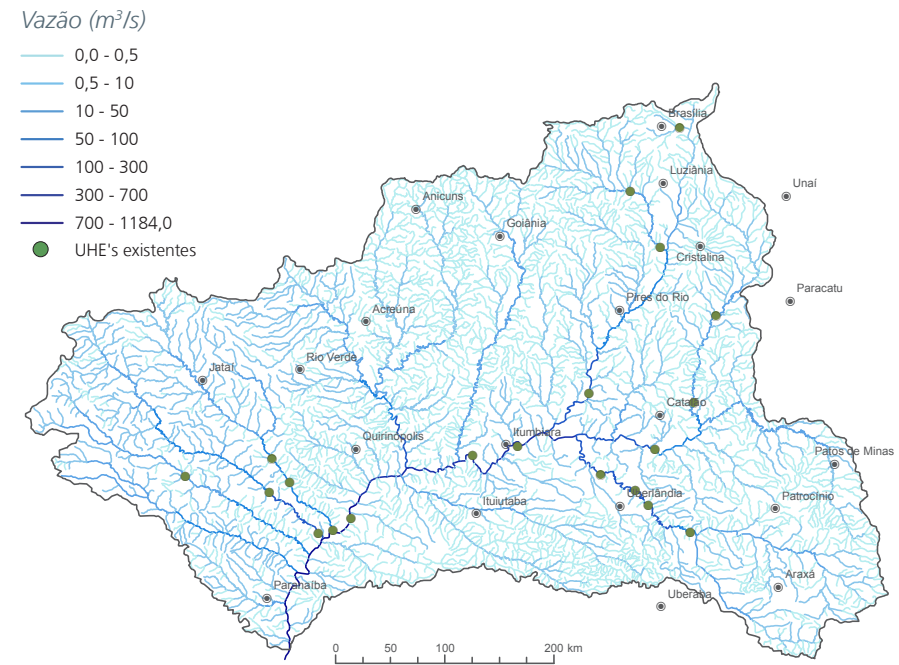 Vazão (m³/s)
0,0 - 0,5
0,5 - 10
10 - 50
50 - 100
100 - 300
300 - 700
700 - 1184,0
UHE's existentes
Brasília
Luziânia
Unaí
Anicuns
Goiânia
Cristalina
Paracatu
Pires do Rio
Acreúna
Rio Verde
Jataí
Catalão
Itumbiara
Quirinópolis
Patos de Minas
Uberlândia
Ituiutaba
Patrocínio
Araxá
Paranaíba
Uberaba
0 50 100 200 km